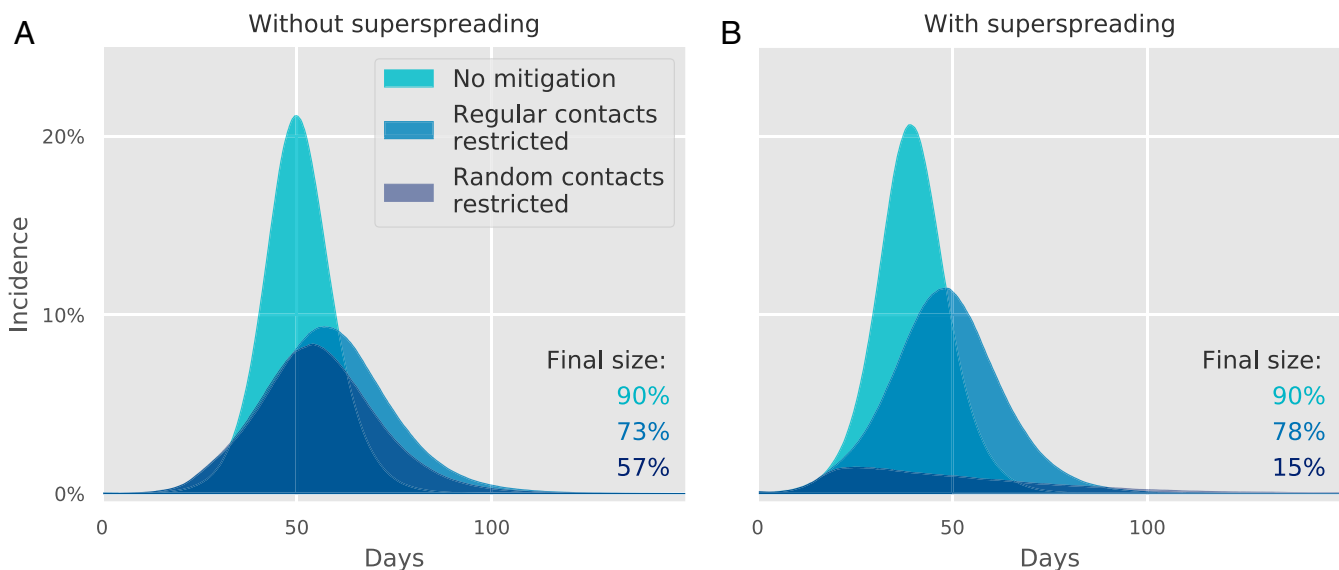 A
Without superspreading
No mitigation
Regular contacts
restricted
Random contacts
restricted
20%
10%
0%
Incidence
Final size:
90%
73%
57%
0
50
100
Days
B
With superspreading
Final size:
90%
78%
15%
0
50
100
Days